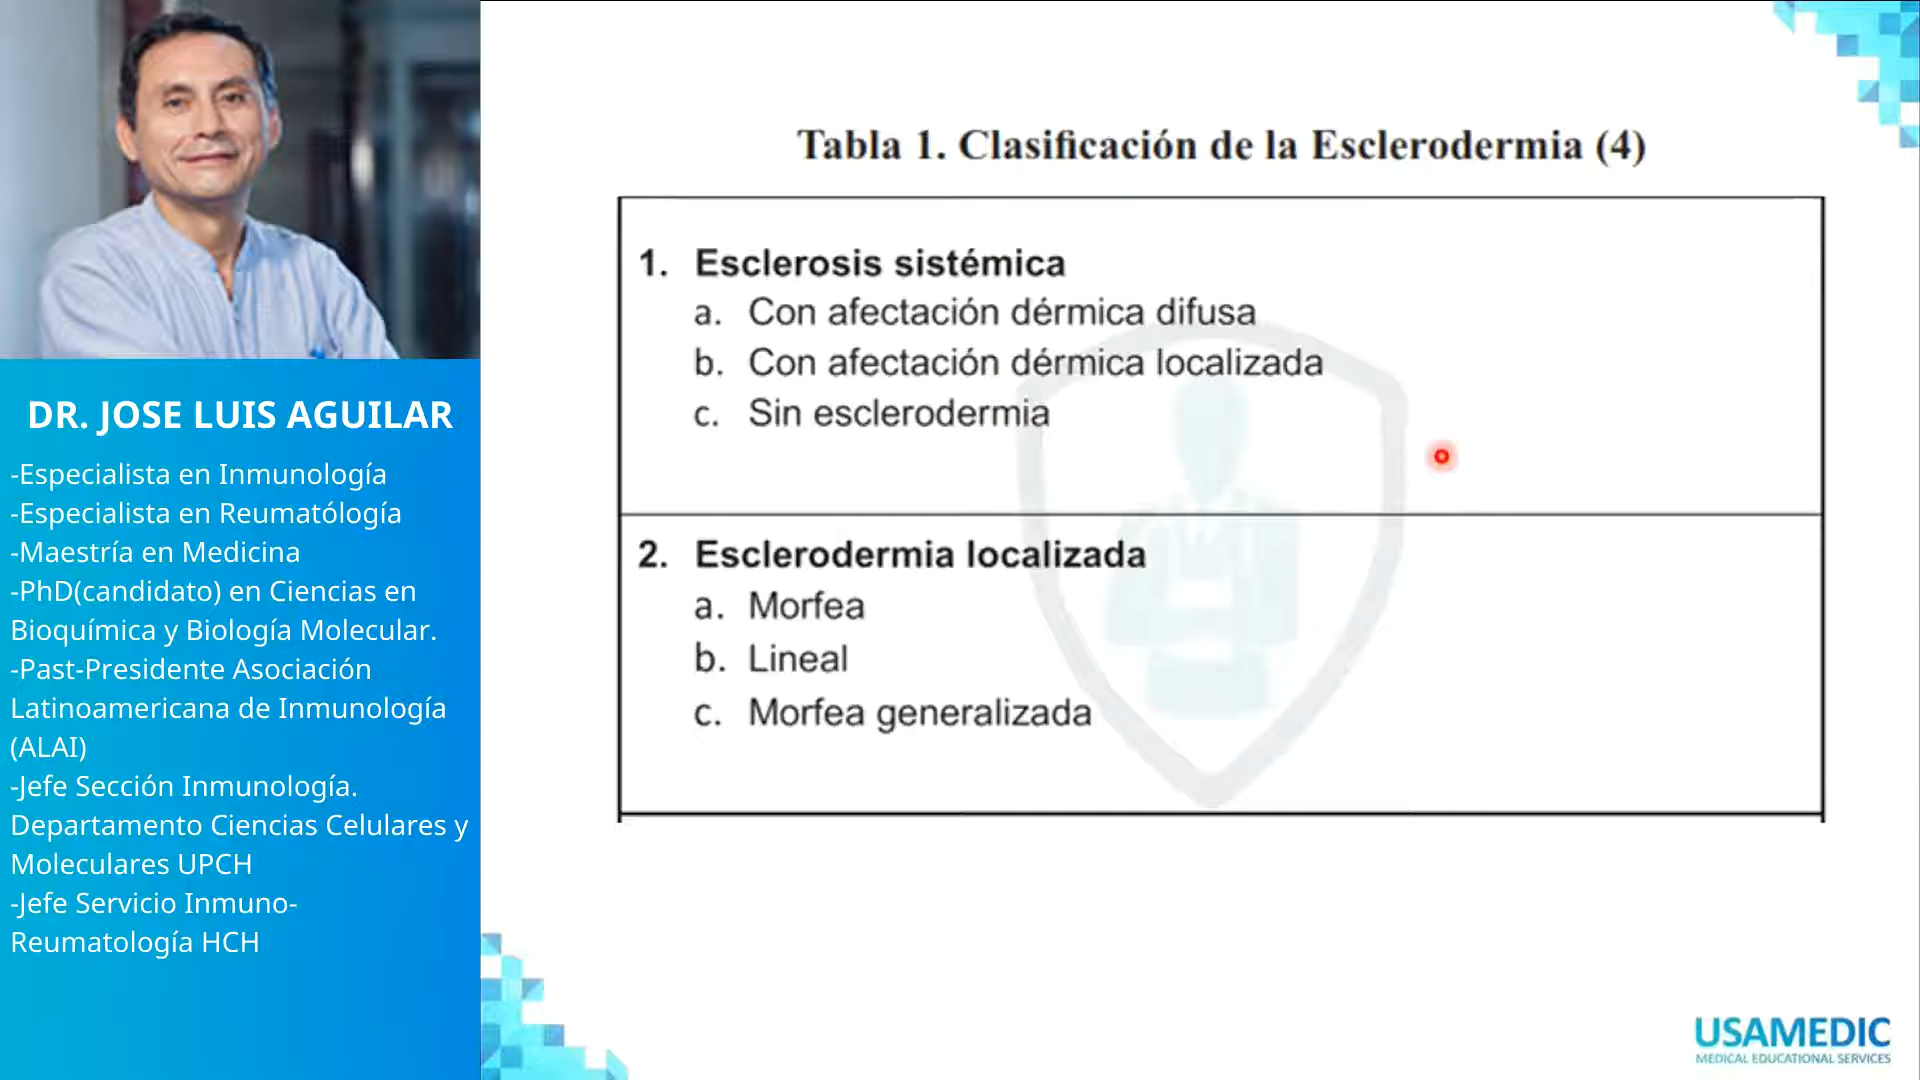 DR. JOSE LUIS AGUILAR
-Especialista en Inmunología
-Especialista en Reumatólogía
-Maestría en Medicina
-PhD(candidato) en Ciencias en
Bioquímica y Biología Molecular.
-Past-Presidente Asociación
Latinoamericana de Inmunología
(ALAI)
-Jefe Sección Inmunología.
Departamento Ciencias Celulares y
Moleculares UPCH
-Jefe Servicio Inmuno-
Reumatología HCH
Tabla 1. Clasificación de la Esclerodermia (4)
1. Esclerosis sistémica
a. Con afectación dérmica difusa
b. Con afectación dérmica localizada
c. Sin esclerodermia
2. Esclerodermia localizada
a. Morfea
b. Lineal
c. Morfea generalizada
USAMEDIC
MEDICAL EDUCATIONAL SERVICES